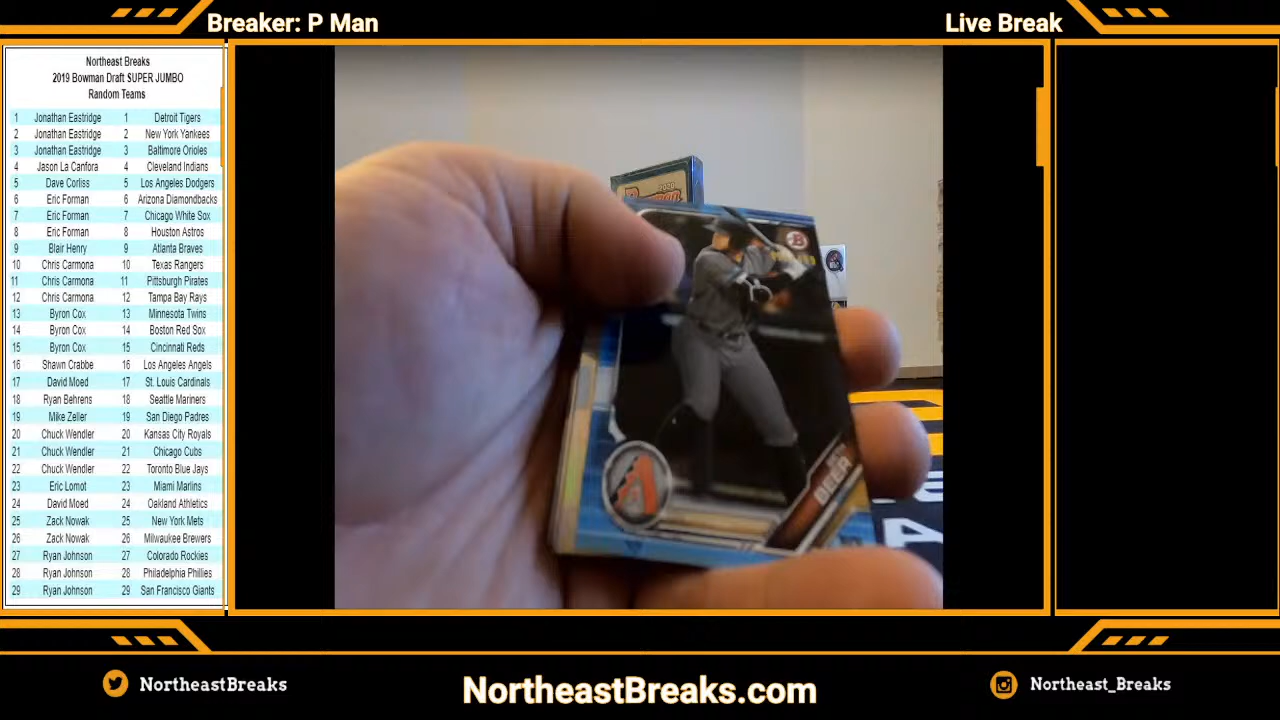 Breaker: P Man
Live Break
Northeast Breaks
2019 Bowman Draft SUPER JUMBO
Random Teams
1 Jonathan Eastridge 1 Detroit Tigers
2 Jonathan Eastridge 2 New York Yankees
3 Jonathan Eastridge 3 Baltimore Orioles
4 Jason La Canfora 4 Cleveland Indians
5 Dave Corliss 5 Los Angeles Dodgers
6 Eric Forman 6 Arizona Diamondbacks
7 Eric Forman 7 Chicago White Sox
8 Eric Forman 8 Houston Astros
9 Blair Henry 9 Atlanta Braves
10 Chris Carmona 10 Texas Rangers
11 Chris Carmona 11 Pittsburgh Pirates
12 Chris Carmona 12 Tampa Bay Rays
13 Byron Cox 13 Minnesota Twins
14 Byron Cox 14 Boston Red Sox
15 Byron Cox 15 Cincinnati Reds
16 Shawn Crabbe 16 Los Angeles Angels
17 David Moed 17 St. Louis Cardinals
18 Ryan Behrens 18 Seattle Mariners
19 Mike Zeller 19 San Diego Padres
20 Chuck Wendler 20 Kansas City Royals
21 Chuck Wendler 21 Chicago Cubs
22 Chuck Wendler 22 Toronto Blue Jays
23 Eric Lomot 23 Miami Marlins
24 David Moed 24 Oakland Athletics
25 Zack Nowak 25 New York Mets
26 Zack Nowak 26 Milwaukee Brewers
27 Ryan Johnson 27 Colorado Rockies
28 Ryan Johnson 28 Philadelphia Phillies
29 Ryan Johnson 29 San Francisco Giants
2020
Bowman
B
A
NortheastBreaks
NortheastBreaks.com
Northeast_Breaks